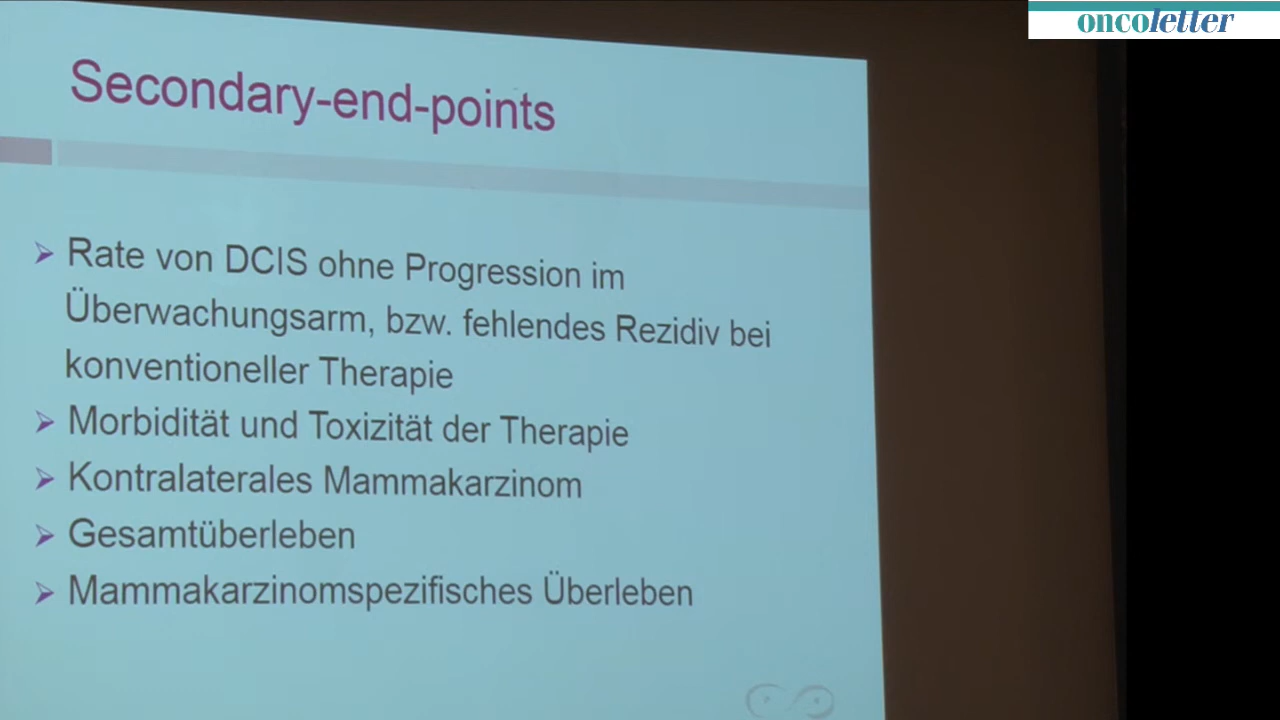 oncoletter
Secondary-end-points
Rate von DCIS ohne Progression im
Überwachungsarm, bzw. fehlendes Rezidiv bei
konventioneller Therapie
Morbidität und Toxizität der Therapie
Kontralaterales Mammakarzinom
Gesamtüberleben
Mammakarzinomspezifisches Überleben